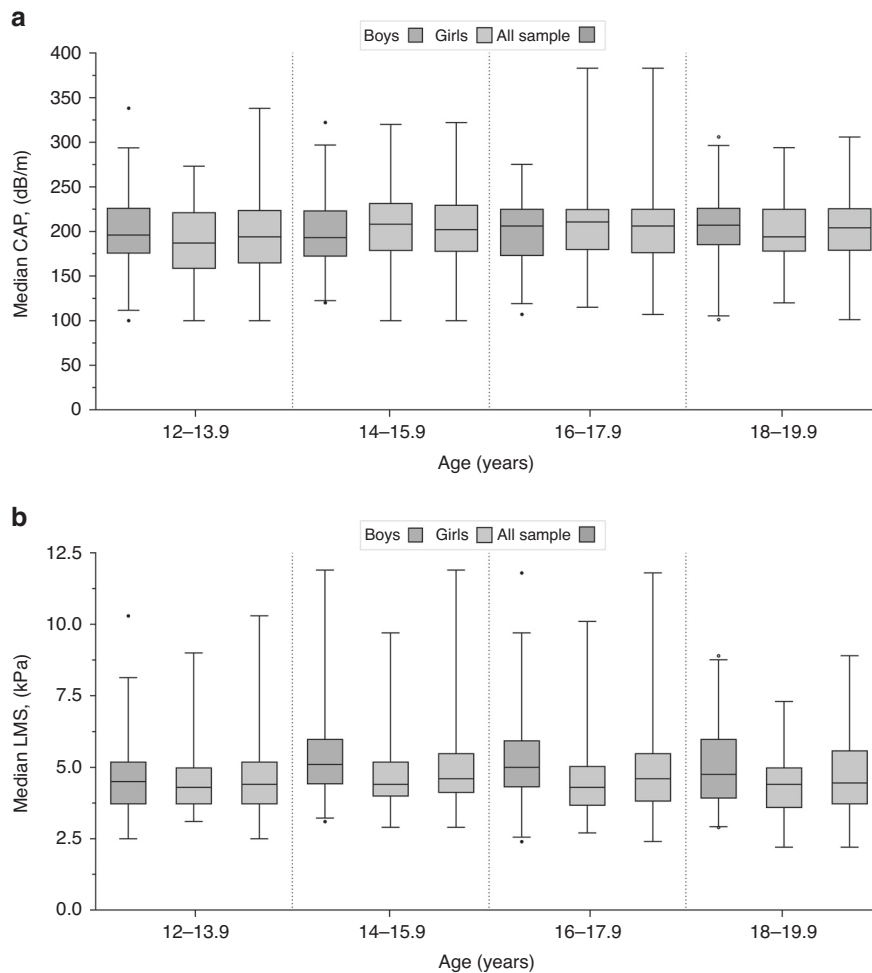 a
Boys Girls All sample
400
350
300
250
200
150
100
50
0
Median CAP, (dB/m)
12–13.9 14–15.9 16–17.9 18–19.9
Age (years)
b
Boys Girls All sample
12.5
10.0
7.5
5.0
2.5
0.0
Median LMS, (kPa)
12–13.9 14–15.9 16–17.9 18–19.9
Age (years)